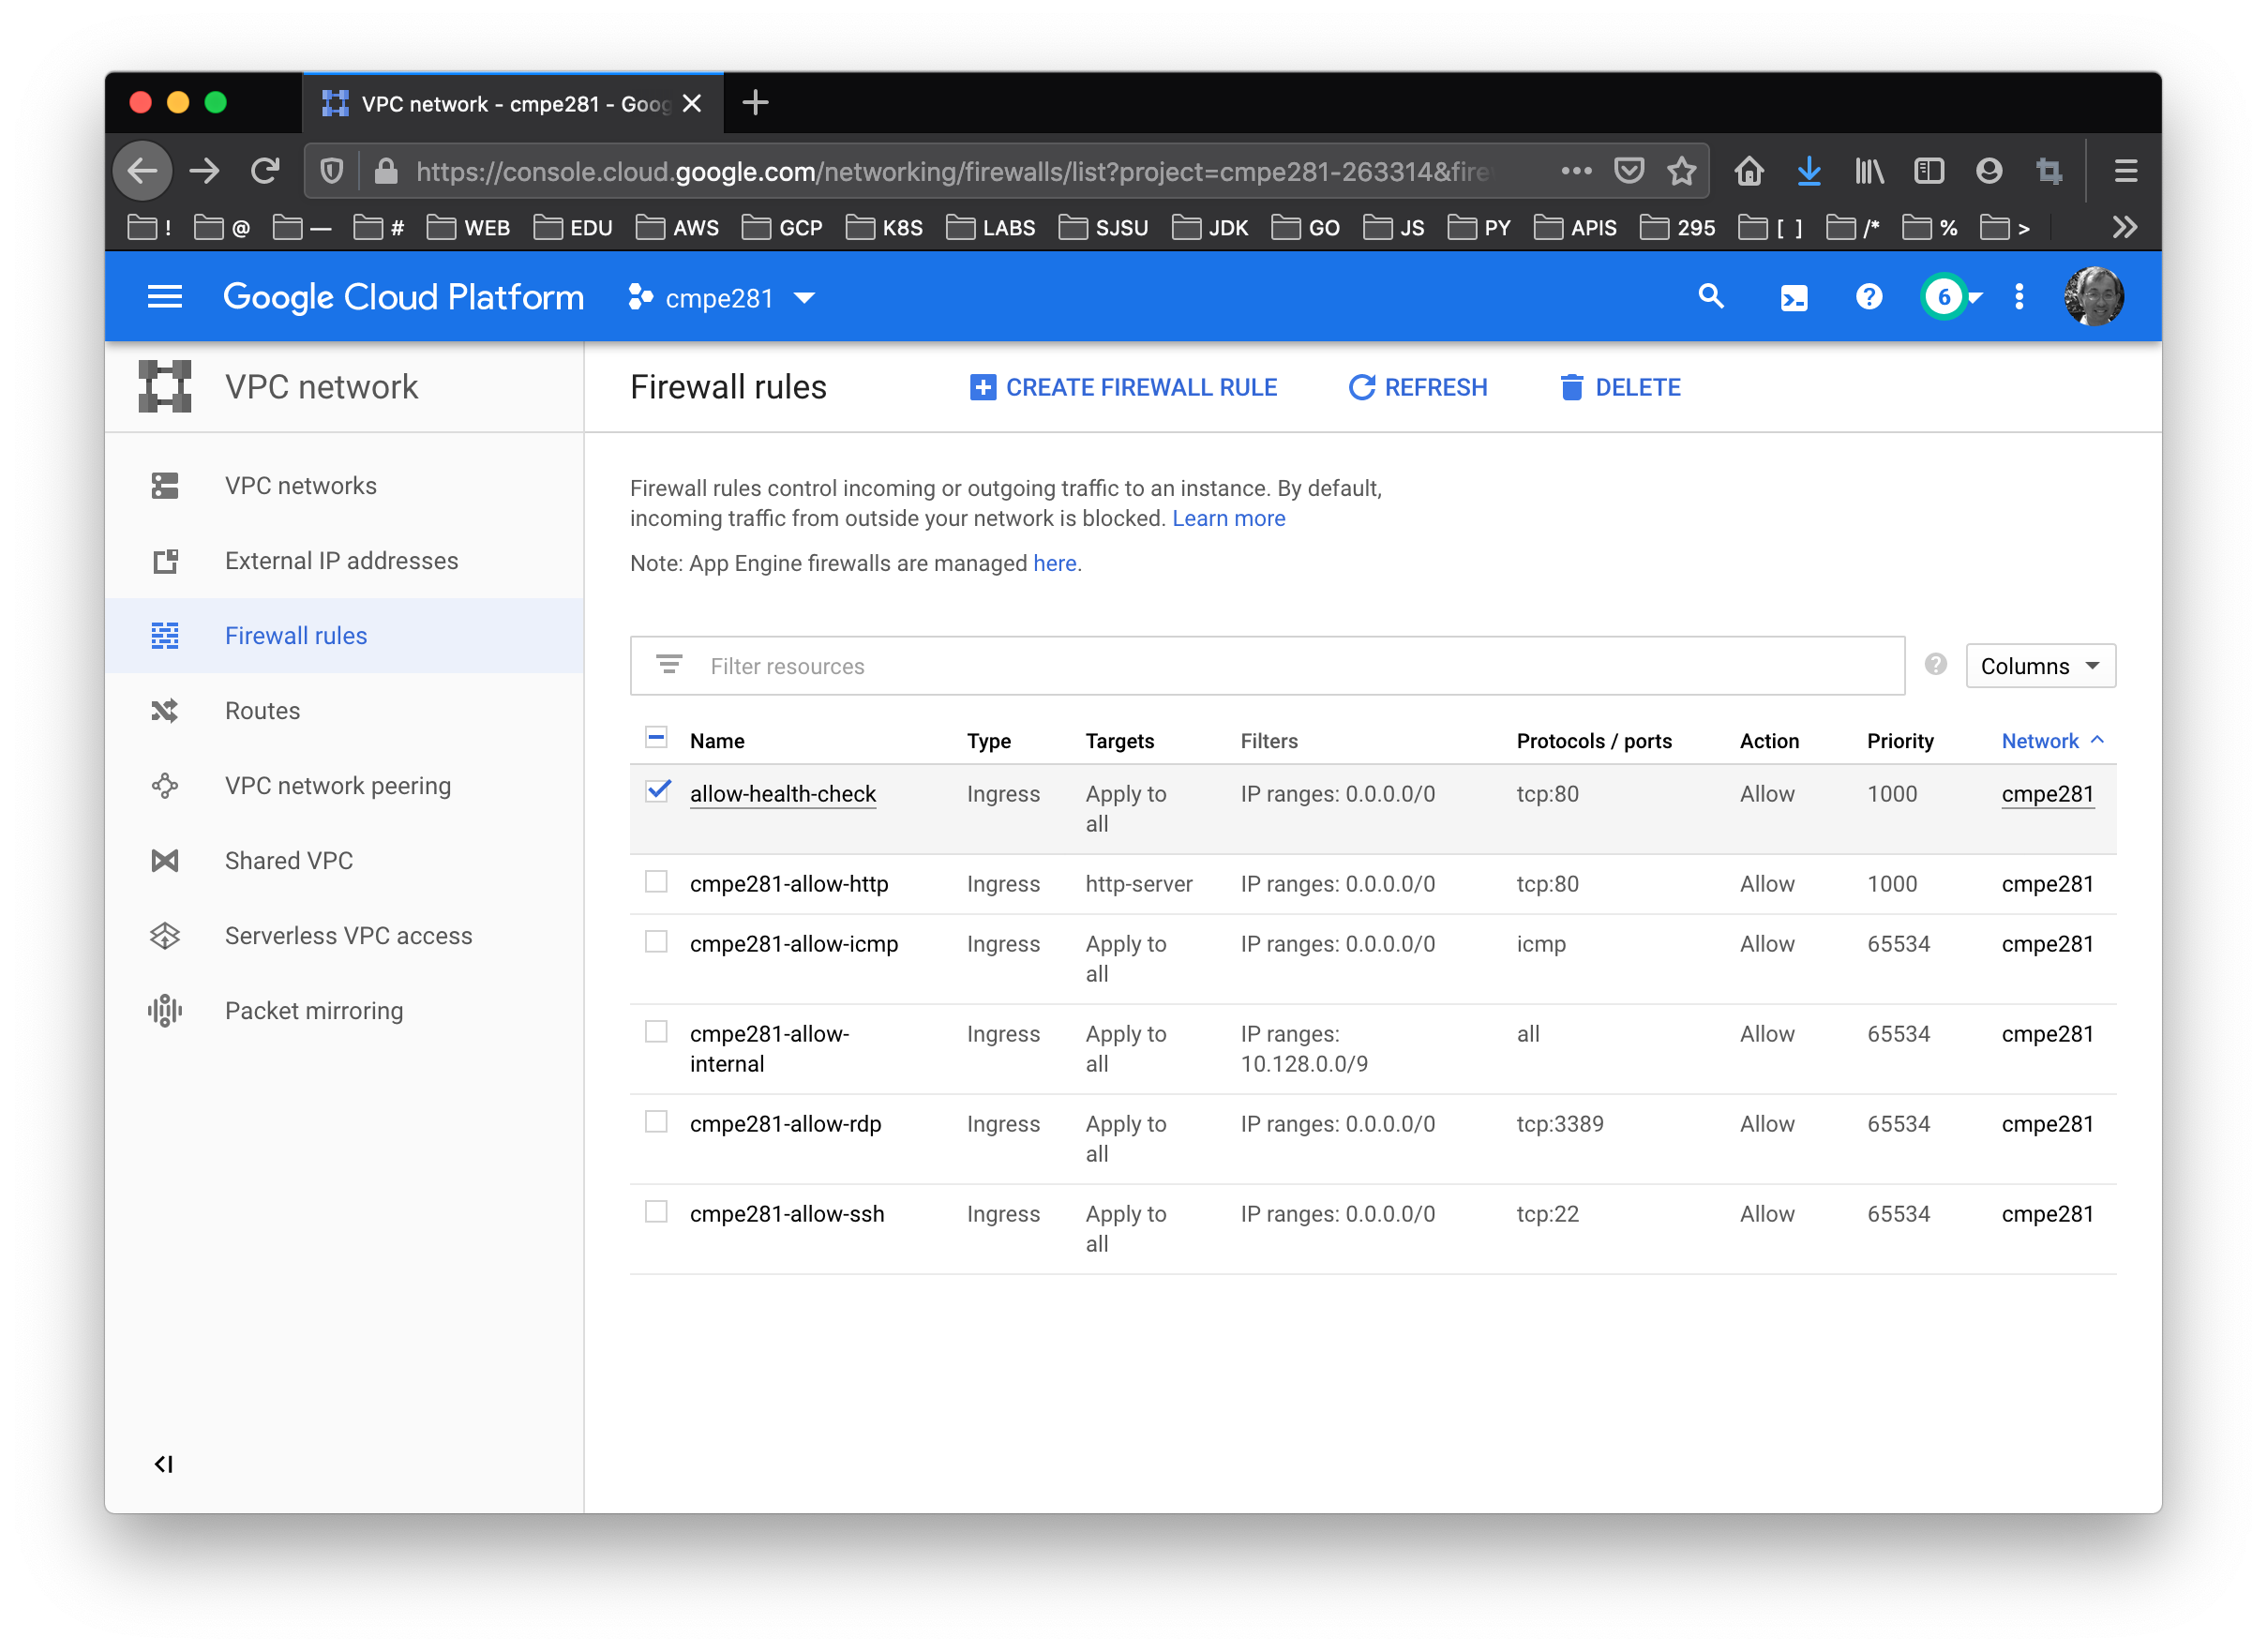 VPC network - cmpe281 - Goog
https://console.cloud.google.com/networking/firewalls/list?project=cmpe281-263314&fire
! @ — # WEB EDU AWS GCP K8S LABS SJSU JDK GO JS PY APIS 295 [ ] /* % >
Google Cloud Platform cmpe281 6
VPC network
Firewall rules CREATE FIREWALL RULE REFRESH DELETE
VPC networks
External IP addresses
Firewall rules
Routes
VPC network peering
Shared VPC
Serverless VPC access
Packet mirroring
Firewall rules control incoming or outgoing traffic to an instance. By default,
incoming traffic from outside your network is blocked. Learn more
Note: App Engine firewalls are managed here.
Filter resources Columns
Name Type Targets Filters Protocols / ports Action Priority Network
allow-health-check Ingress Apply to IP ranges: 0.0.0.0/0 tcp:80 Allow 1000 cmpe281
all
cmpe281-allow-http Ingress http-server IP ranges: 0.0.0.0/0 tcp:80 Allow 1000 cmpe281
cmpe281-allow-icmp Ingress Apply to IP ranges: 0.0.0.0/0 icmp Allow 65534 cmpe281
all
cmpe281-allow- Ingress Apply to IP ranges: all Allow 65534 cmpe281
internal all 10.128.0.0/9
cmpe281-allow-rdp Ingress Apply to IP ranges: 0.0.0.0/0 tcp:3389 Allow 65534 cmpe281
all
cmpe281-allow-ssh Ingress Apply to IP ranges: 0.0.0.0/0 tcp:22 Allow 65534 cmpe281
all